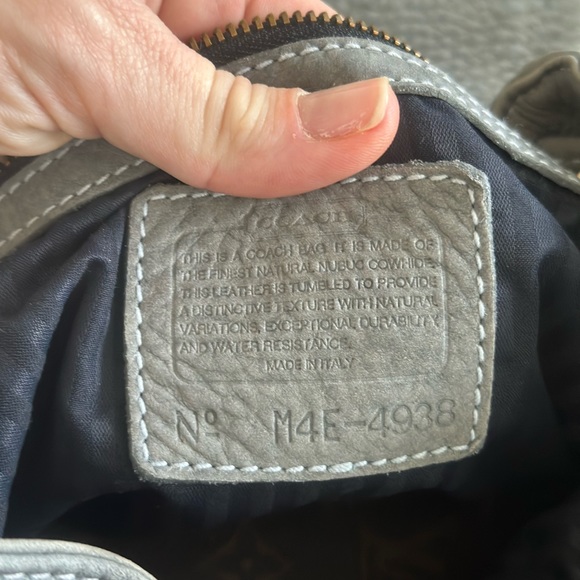 COACH
THIS IS A COACH BAG. IT IS MADE OF
THE FINEST NATURAL NUBUC COWHIDE.
THIS LEATHER IS TUMBLED TO PROVIDE
A DISTINCTIVE TEXTURE WITH NATURAL
VARIATIONS, EXCEPTIONAL DURABILITY,
AND WATER RESISTANCE.
MADE IN ITALY
Nº M4E-4938